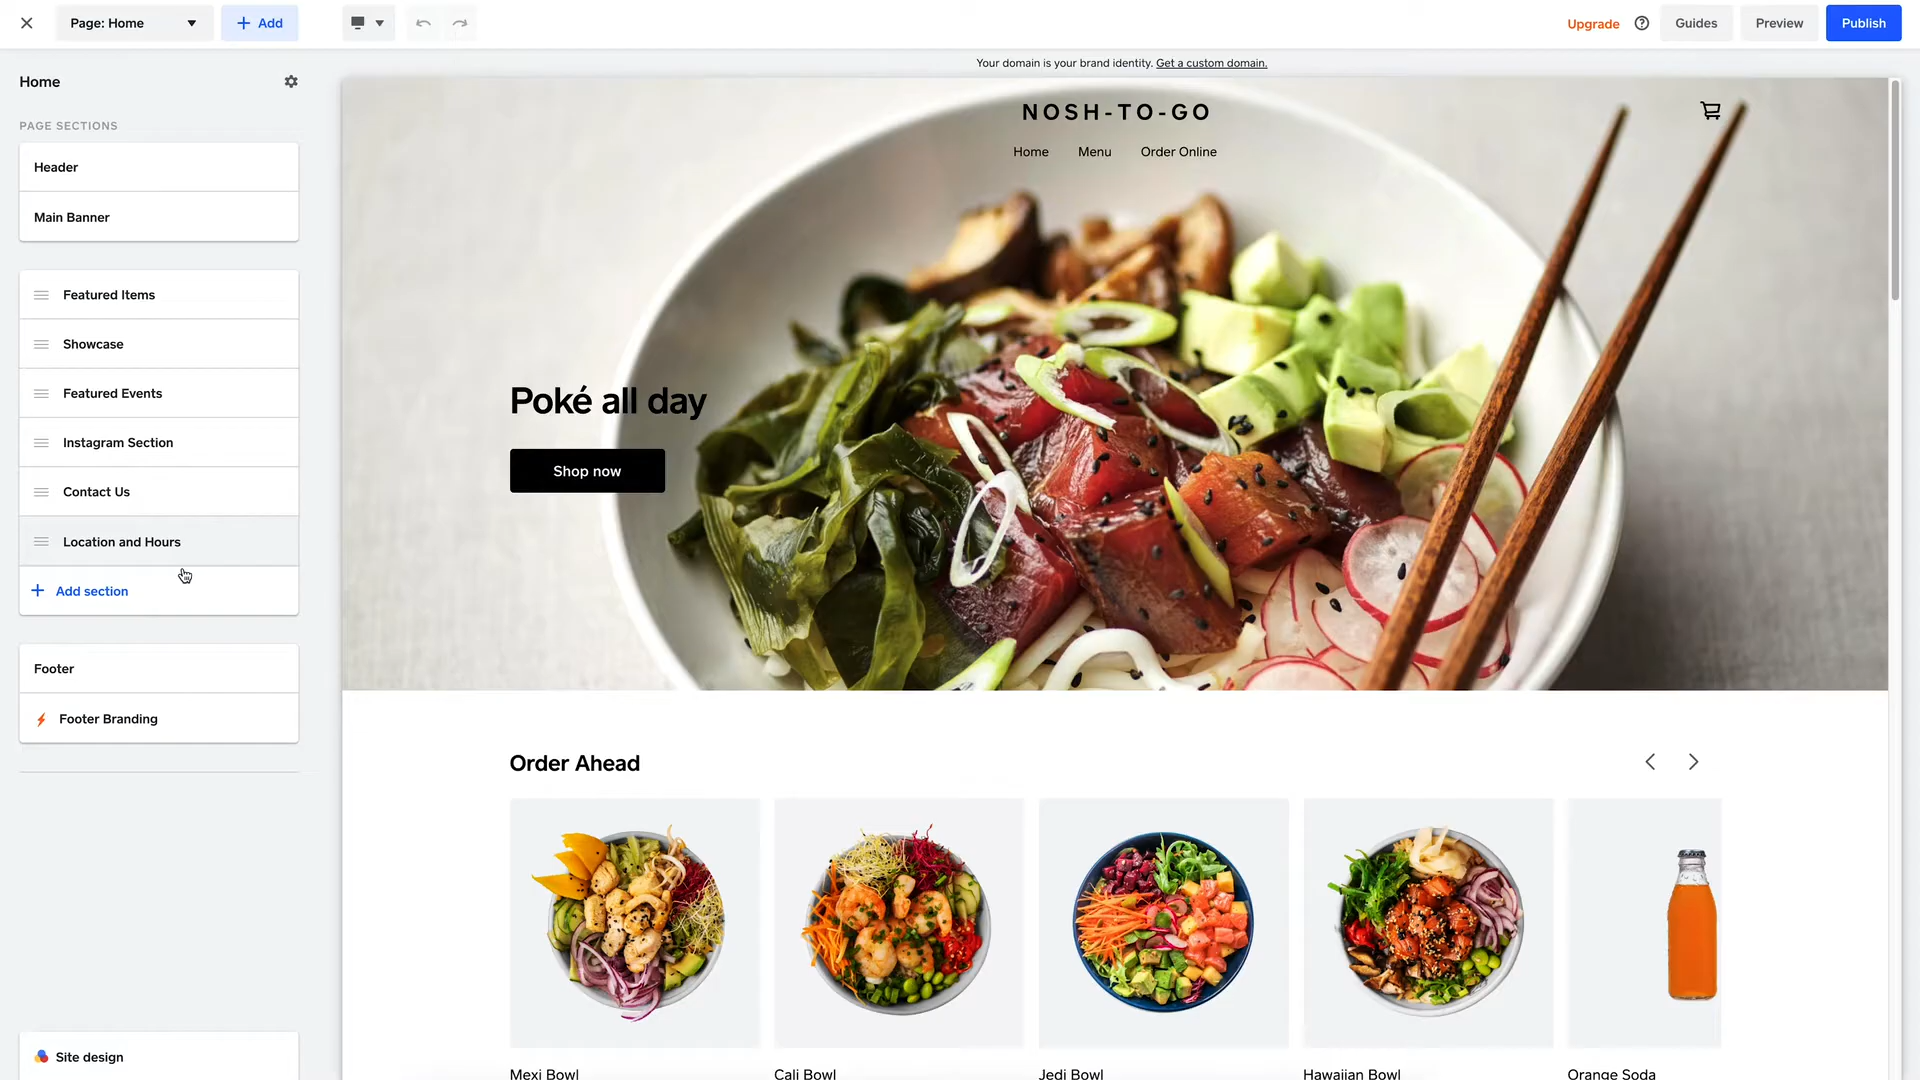 Page: Home
Add
Upgrade
Guides
Preview
Publish
Your domain is your brand identity. Get a custom domain.
Home
PAGE SECTIONS
Header
Main Banner
Featured Items
Showcase
Featured Events
Instagram Section
Contact Us
Location and Hours
Add section
Footer
Footer Branding
Site design
NOSH-TO-GO
Home Menu Order Online
Poké all day
Shop now
Order Ahead
Mexi Bowl
Cali Bowl
Jedi Bowl
Hawaiian Bowl
Orange Soda